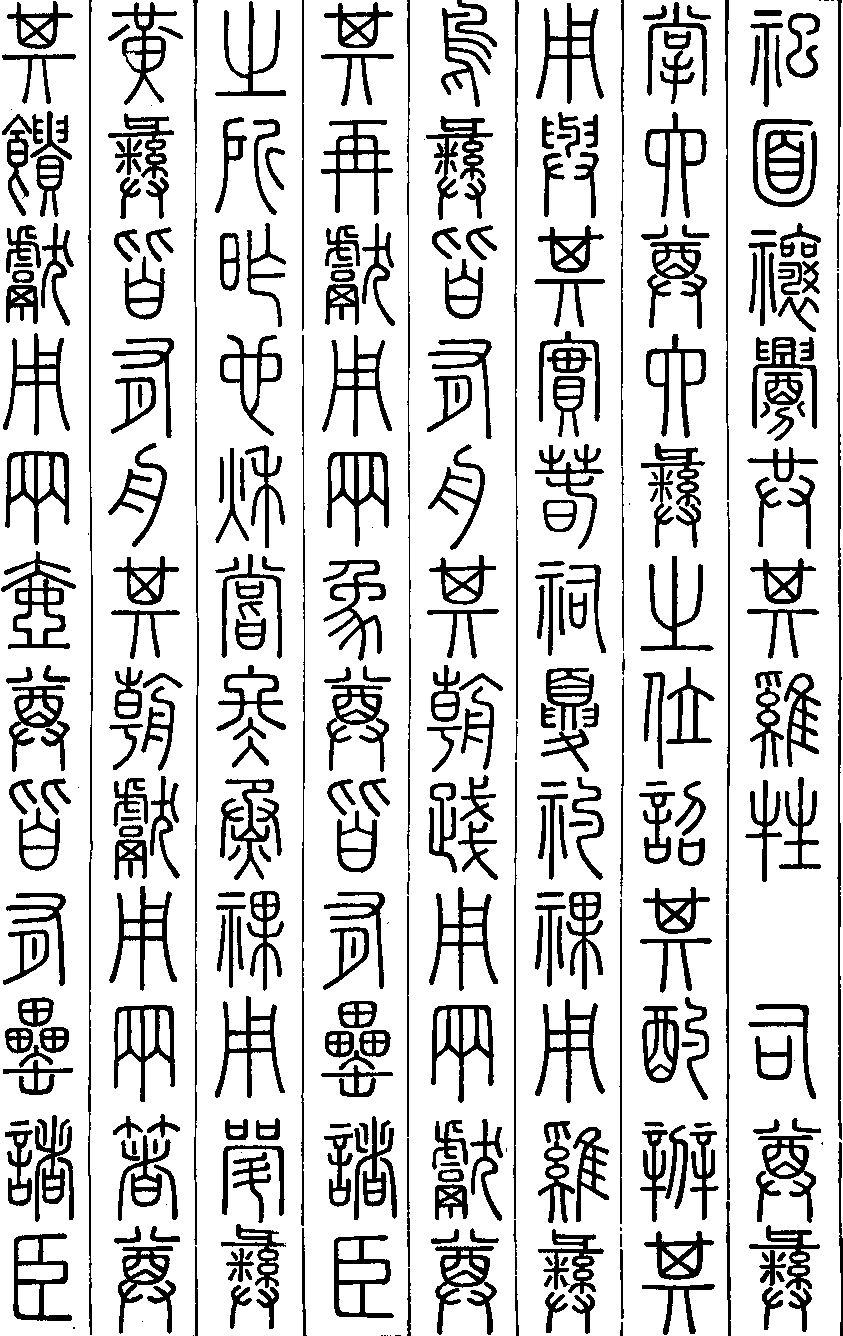 祀面禳釁共其雞牲　司尊彝
掌六尊六彝之位詔其酌辨其
用與其實春祠夏礿祼用雞彝
鳥彝皆有舟其朝踐用兩獻尊
其再獻用兩象尊皆有罍諸臣
之所昨也秋嘗冬烝祼用斝彝
黃彝皆有舟其朝獻用兩著尊
其饋獻用兩壺尊皆有罍諸臣